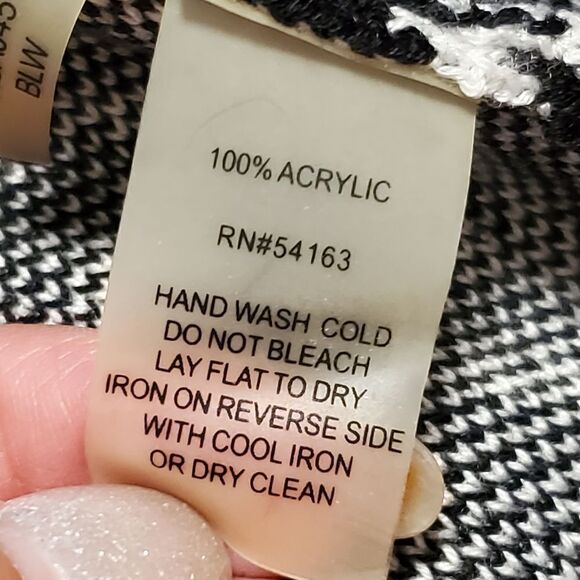 BLW
100% ACRYLIC
RN#54163
HAND WASH COLD
DO NOT BLEACH
LAY FLAT TO DRY
IRON ON REVERSE SIDE
WITH COOL IRON
OR DRY CLEAN